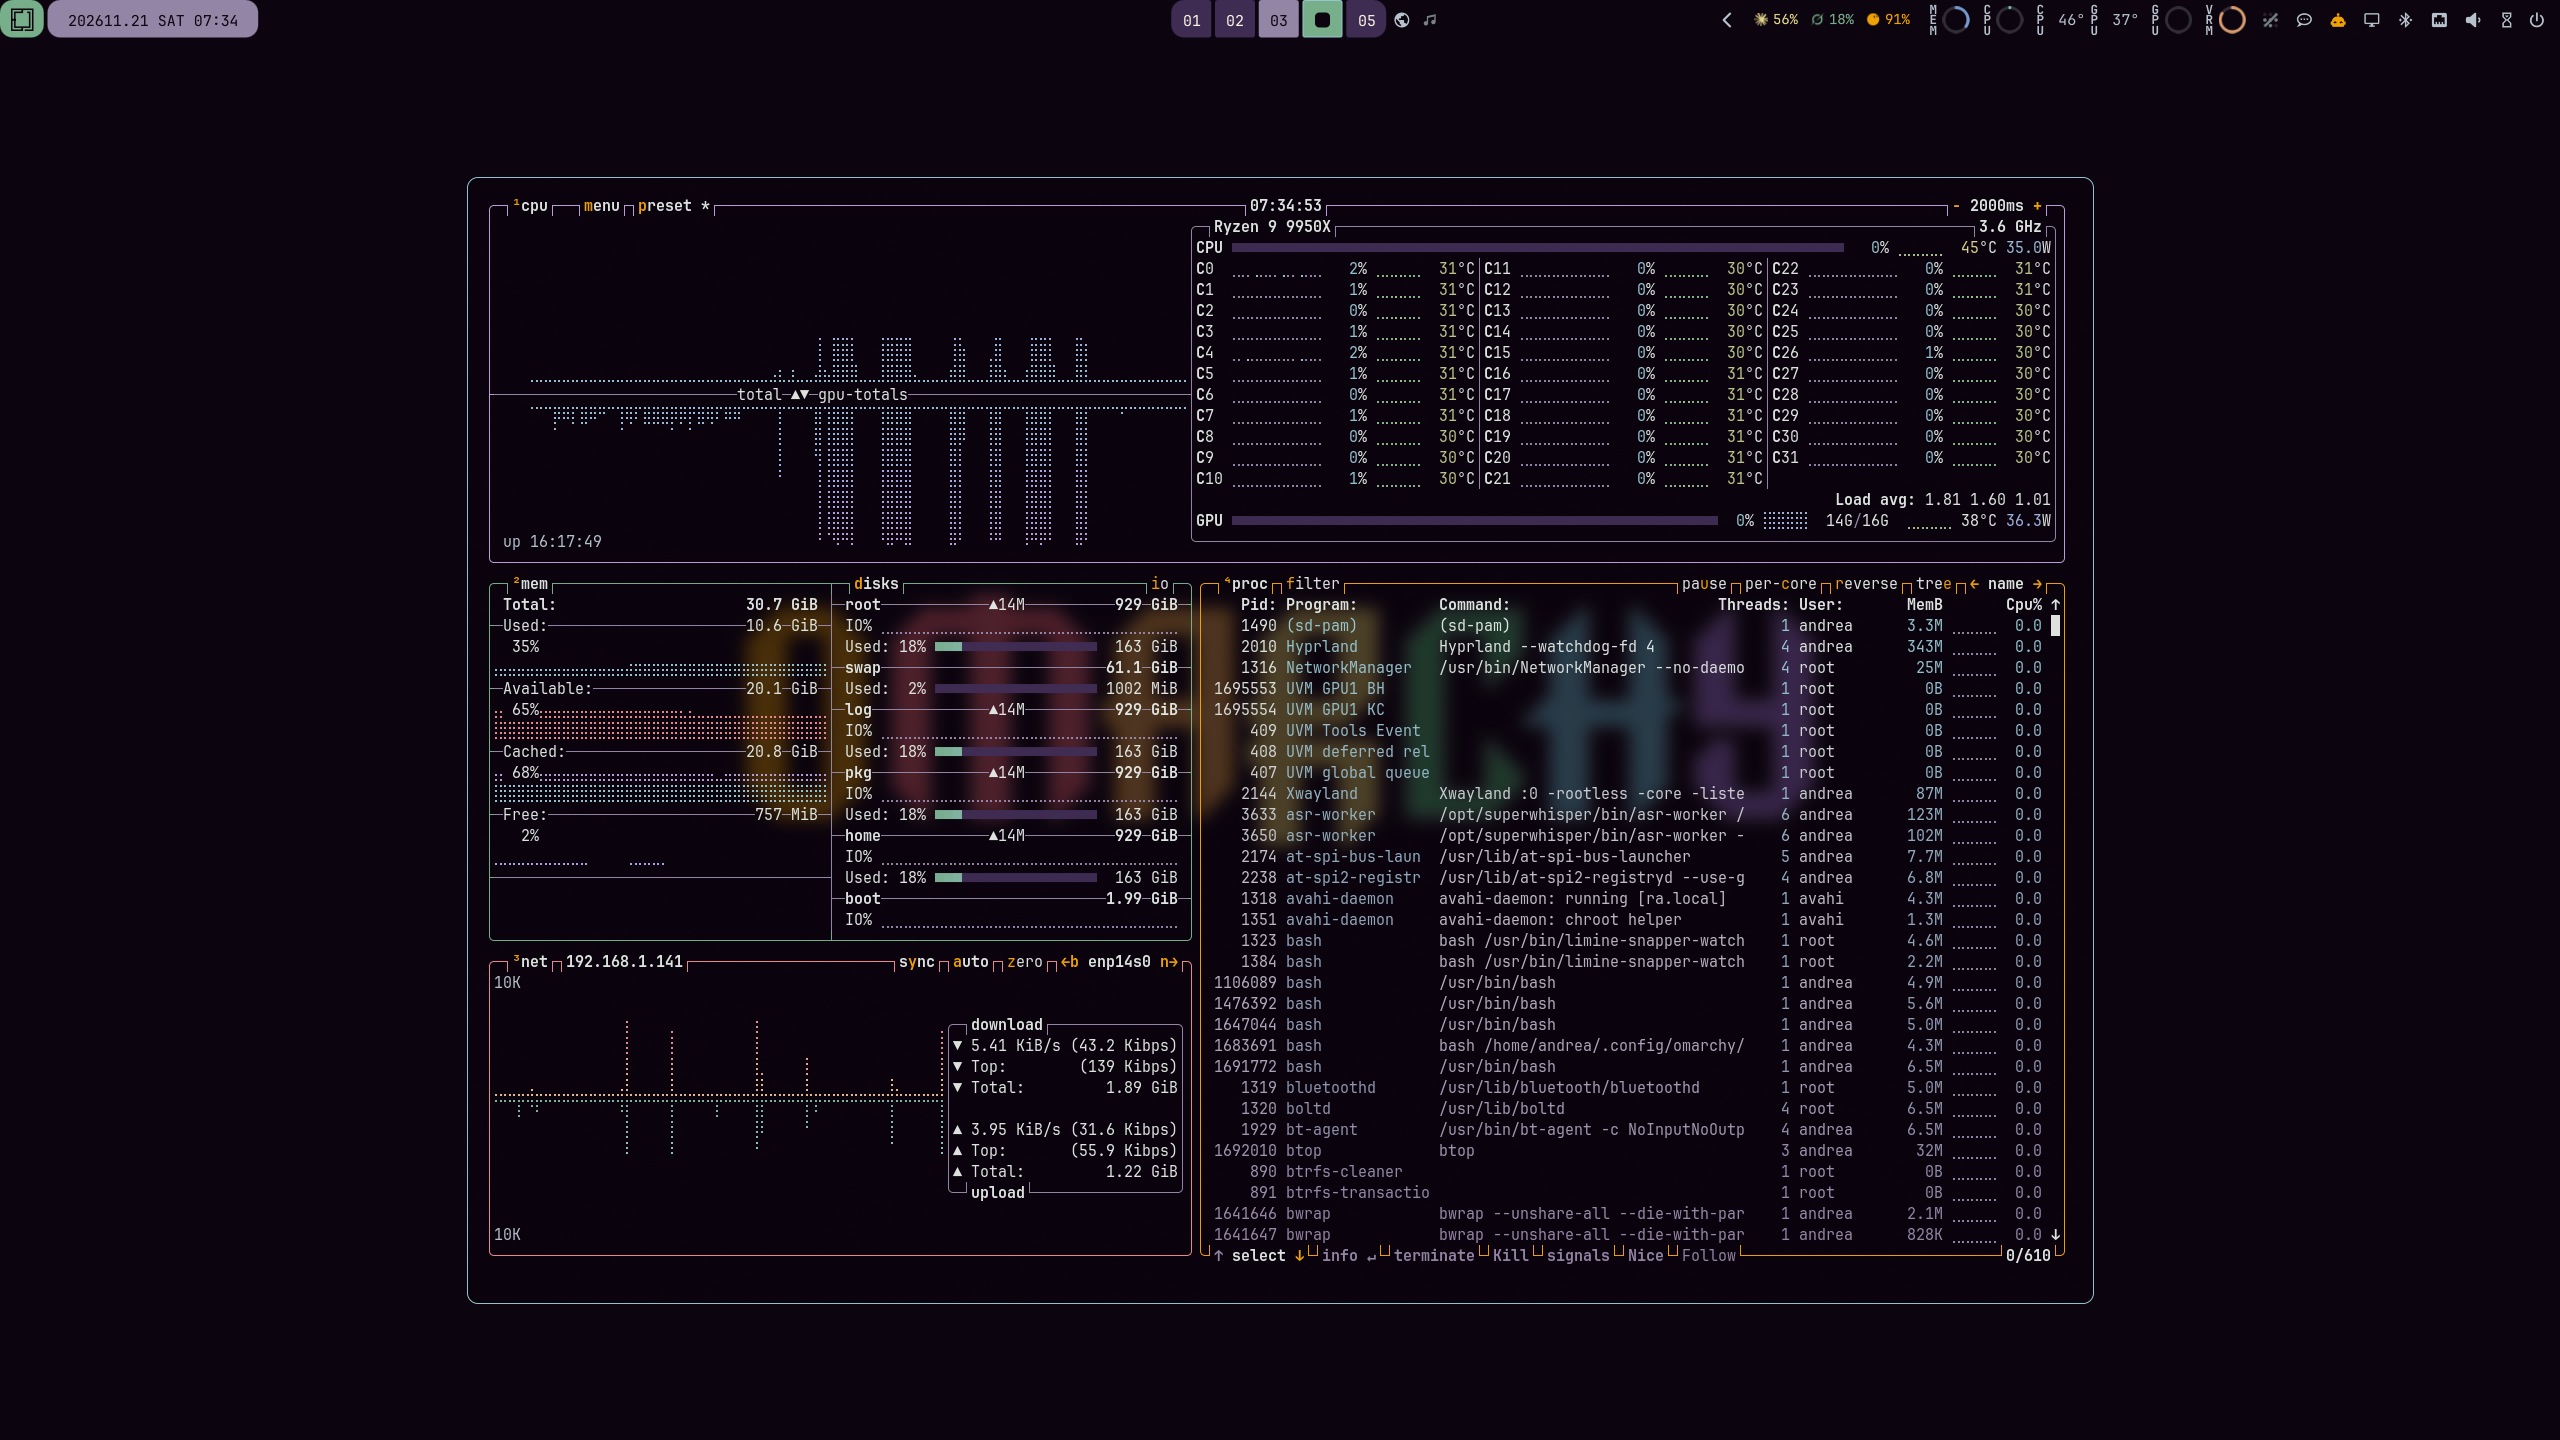 202611.21 SAT 07:34
01 02 03 05
56% 18% 91% MEM CPU CPU 46° GPU 37° GPU VRM
¹cpu menu preset * 07:34:53 - 2000ms +
Ryzen 9 9950X 3.6 GHz
CPU 0% 45°C 35.0W
C0 2% 31°C C11 0% 30°C C22 0% 31°C
C1 1% 31°C C12 0% 30°C C23 0% 31°C
C2 0% 31°C C13 0% 30°C C24 0% 30°C
C3 1% 31°C C14 0% 30°C C25 0% 30°C
C4 2% 31°C C15 0% 30°C C26 1% 30°C
C5 1% 31°C C16 0% 30°C C27 0% 30°C
total ▲▼ gpu-totals
C6 0% 31°C C17 0% 31°C C28 0% 30°C
C7 1% 31°C C18 0% 31°C C29 0% 30°C
C8 0% 30°C C19 0% 31°C C30 0% 30°C
C9 0% 30°C C20 0% 31°C C31 0% 30°C
C10 1% 30°C C21 0% 31°C
Load avg: 1.81 1.60 1.01
GPU 0% 14G/16G 38°C 36.3W
up 16:17:49
²mem disks io
Total: 30.7 GiB
Used: 10.6 GiB
35%
Available: 20.1 GiB
65%
Cached: 20.8 GiB
68%
Free: 757 MiB
2%
root ▲14M 929 GiB
IO%
Used: 18% 163 GiB
swap 61.1 GiB
Used: 2% 1002 MiB
log ▲14M 929 GiB
IO%
Used: 18% 163 GiB
pkg ▲14M 929 GiB
IO%
Used: 18% 163 GiB
home ▲14M 929 GiB
IO%
Used: 18% 163 GiB
boot 1.99 GiB
IO%
³net 192.168.1.141 sync auto zero ←b enp14s0 n→
10K
download
▼ 5.41 KiB/s (43.2 Kibps)
▼ Top: (139 Kibps)
▼ Total: 1.89 GiB
▲ 3.95 KiB/s (31.6 Kibps)
▲ Top: (55.9 Kibps)
▲ Total: 1.22 GiB
upload
10K
⁴proc filter pause per-core reverse tree ← name →
Pid: Program: Command: Threads: User: MemB Cpu% ↑
1490 (sd-pam) (sd-pam) 1 andrea 3.3M 0.0
2010 Hyprland Hyprland --watchdog-fd 4 4 andrea 343M 0.0
1316 NetworkManager /usr/bin/NetworkManager --no-daemo 4 root 25M 0.0
1695553 UVM GPU1 BH 1 root 0B 0.0
1695554 UVM GPU1 KC 1 root 0B 0.0
409 UVM Tools Event 1 root 0B 0.0
408 UVM deferred rel 1 root 0B 0.0
407 UVM global queue 1 root 0B 0.0
2144 Xwayland Xwayland :0 -rootless -core -liste 1 andrea 87M 0.0
3633 asr-worker /opt/superwhisper/bin/asr-worker / 6 andrea 123M 0.0
3650 asr-worker /opt/superwhisper/bin/asr-worker - 6 andrea 102M 0.0
2174 at-spi-bus-laun /usr/lib/at-spi-bus-launcher 5 andrea 7.7M 0.0
2238 at-spi2-registr /usr/lib/at-spi2-registryd --use-g 4 andrea 6.8M 0.0
1318 avahi-daemon avahi-daemon: running [ra.local] 1 avahi 4.3M 0.0
1351 avahi-daemon avahi-daemon: chroot helper 1 avahi 1.3M 0.0
1323 bash bash /usr/bin/limine-snapper-watch 1 root 4.6M 0.0
1384 bash bash /usr/bin/limine-snapper-watch 1 root 2.2M 0.0
1106089 bash /usr/bin/bash 1 andrea 4.9M 0.0
1476392 bash /usr/bin/bash 1 andrea 5.6M 0.0
1647044 bash /usr/bin/bash 1 andrea 5.0M 0.0
1683691 bash bash /home/andrea/.config/omarchy/ 1 andrea 4.3M 0.0
1691772 bash /usr/bin/bash 1 andrea 6.5M 0.0
1319 bluetoothd /usr/lib/bluetooth/bluetoothd 1 root 5.0M 0.0
1320 boltd /usr/lib/boltd 4 root 6.5M 0.0
1929 bt-agent /usr/bin/bt-agent -c NoInputNoOutp 4 andrea 6.5M 0.0
1692010 btop btop 3 andrea 32M 0.0
890 btrfs-cleaner 1 root 0B 0.0
891 btrfs-transactio 1 root 0B 0.0
1641646 bwrap bwrap --unshare-all --die-with-par 1 andrea 2.1M 0.0
1641647 bwrap bwrap --unshare-all --die-with-par 1 andrea 828K 0.0 ↓
↑ select ↓ info ↵ terminate Kill signals Nice Follow 0/610
OMARCHY